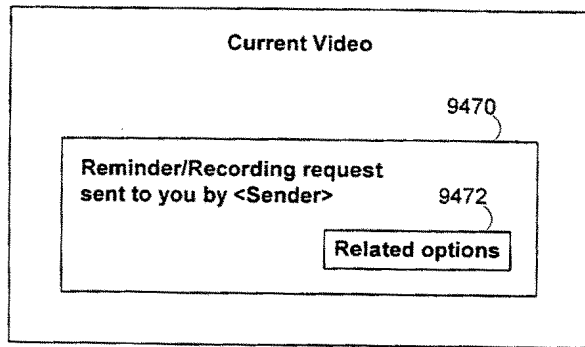 Current Video
9470
Reminder/Recording request
sent to you by <Sender>
9472
Related options